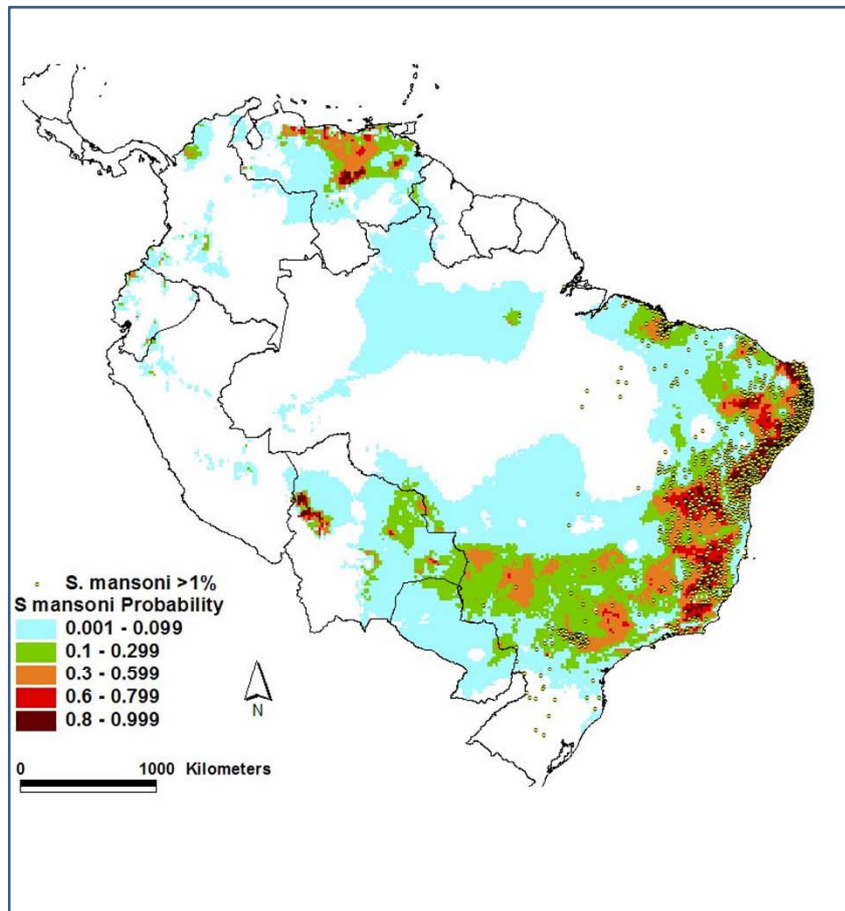 S. mansoni >1%
S mansoni Probability
0.001 - 0.099
0.1 - 0.299
0.3 - 0.599
0.6 - 0.799
0.8 - 0.999
N
0 1000 Kilometers